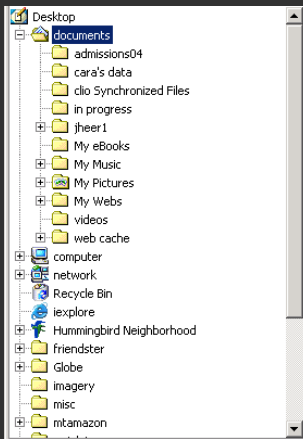 Desktop
documents
admissions04
cara's data
clio Synchronized Files
in progress
jheer1
My eBooks
My Music
My Pictures
My Webs
videos
web cache
computer
network
Recycle Bin
iexplore
Hummingbird Neighborhood
friendster
Globe
imagery
misc
mtamazon